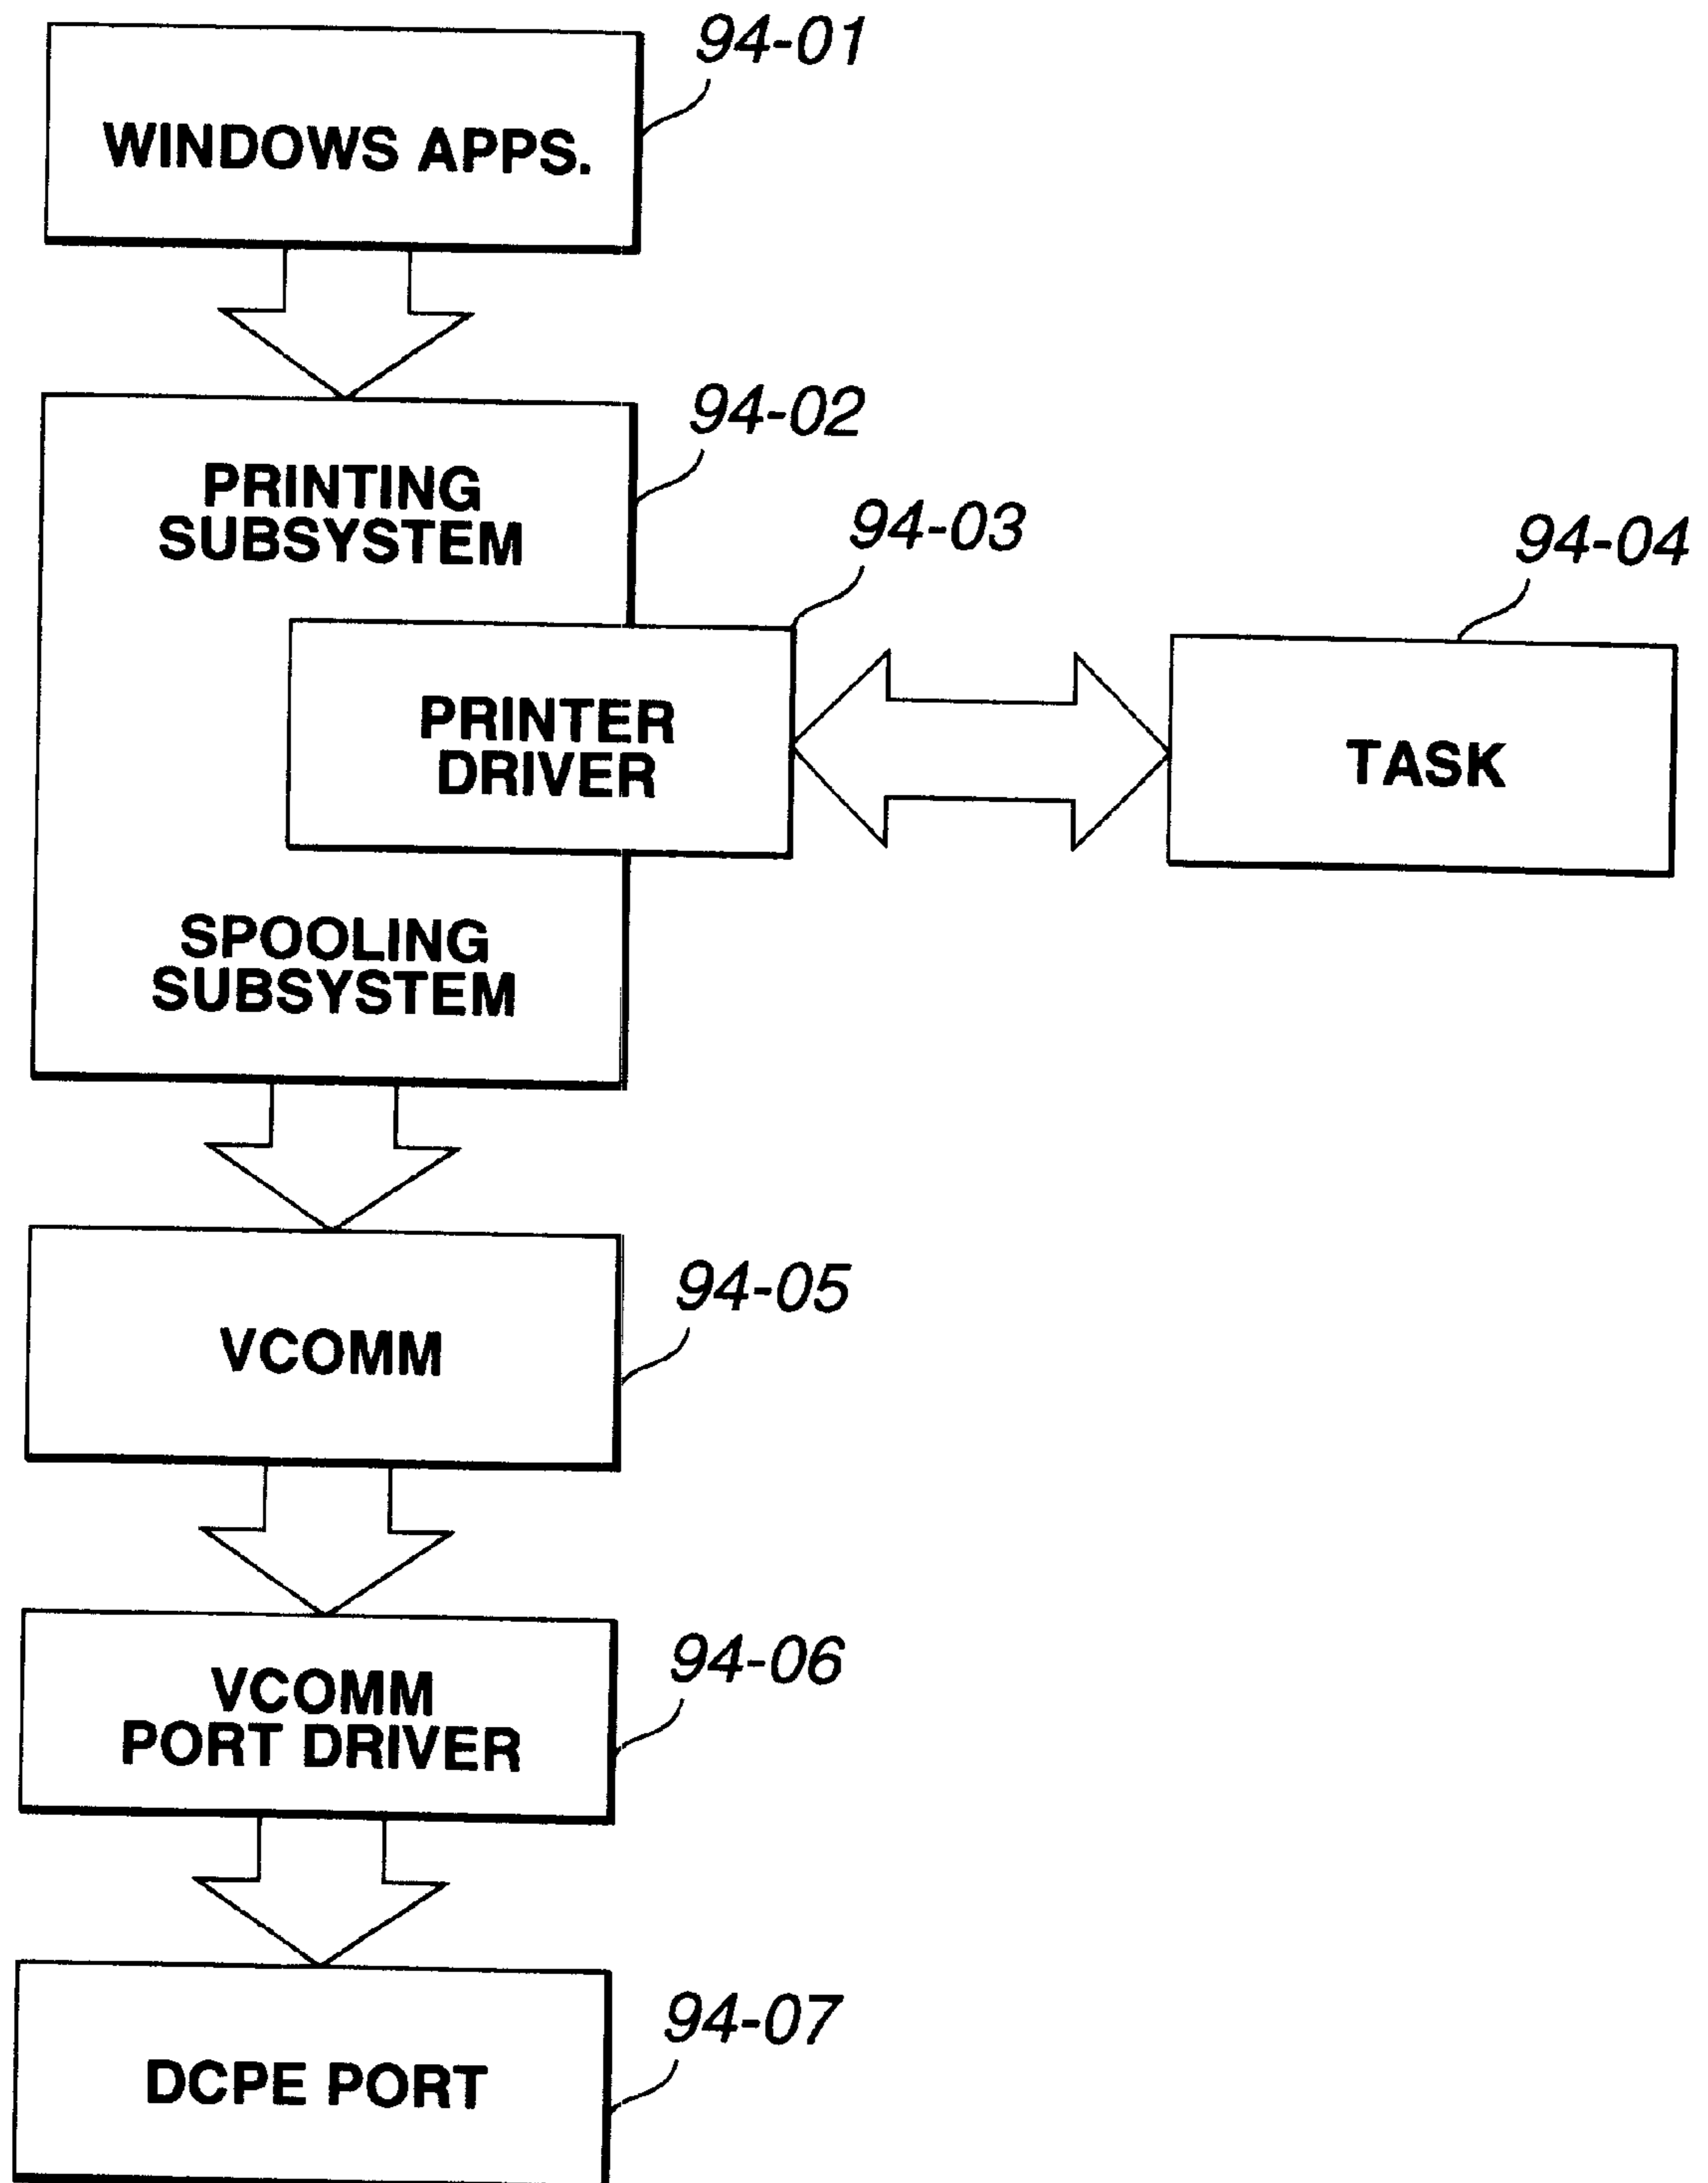 94-01
WINDOWS APPS.
94-02
PRINTING
SUBSYSTEM
94-03
94-04
PRINTER
DRIVER
TASK
SPOOLING
SUBSYSTEM
94-05
VCOMM
94-06
VCOMM
PORT DRIVER
94-07
DCPE PORT